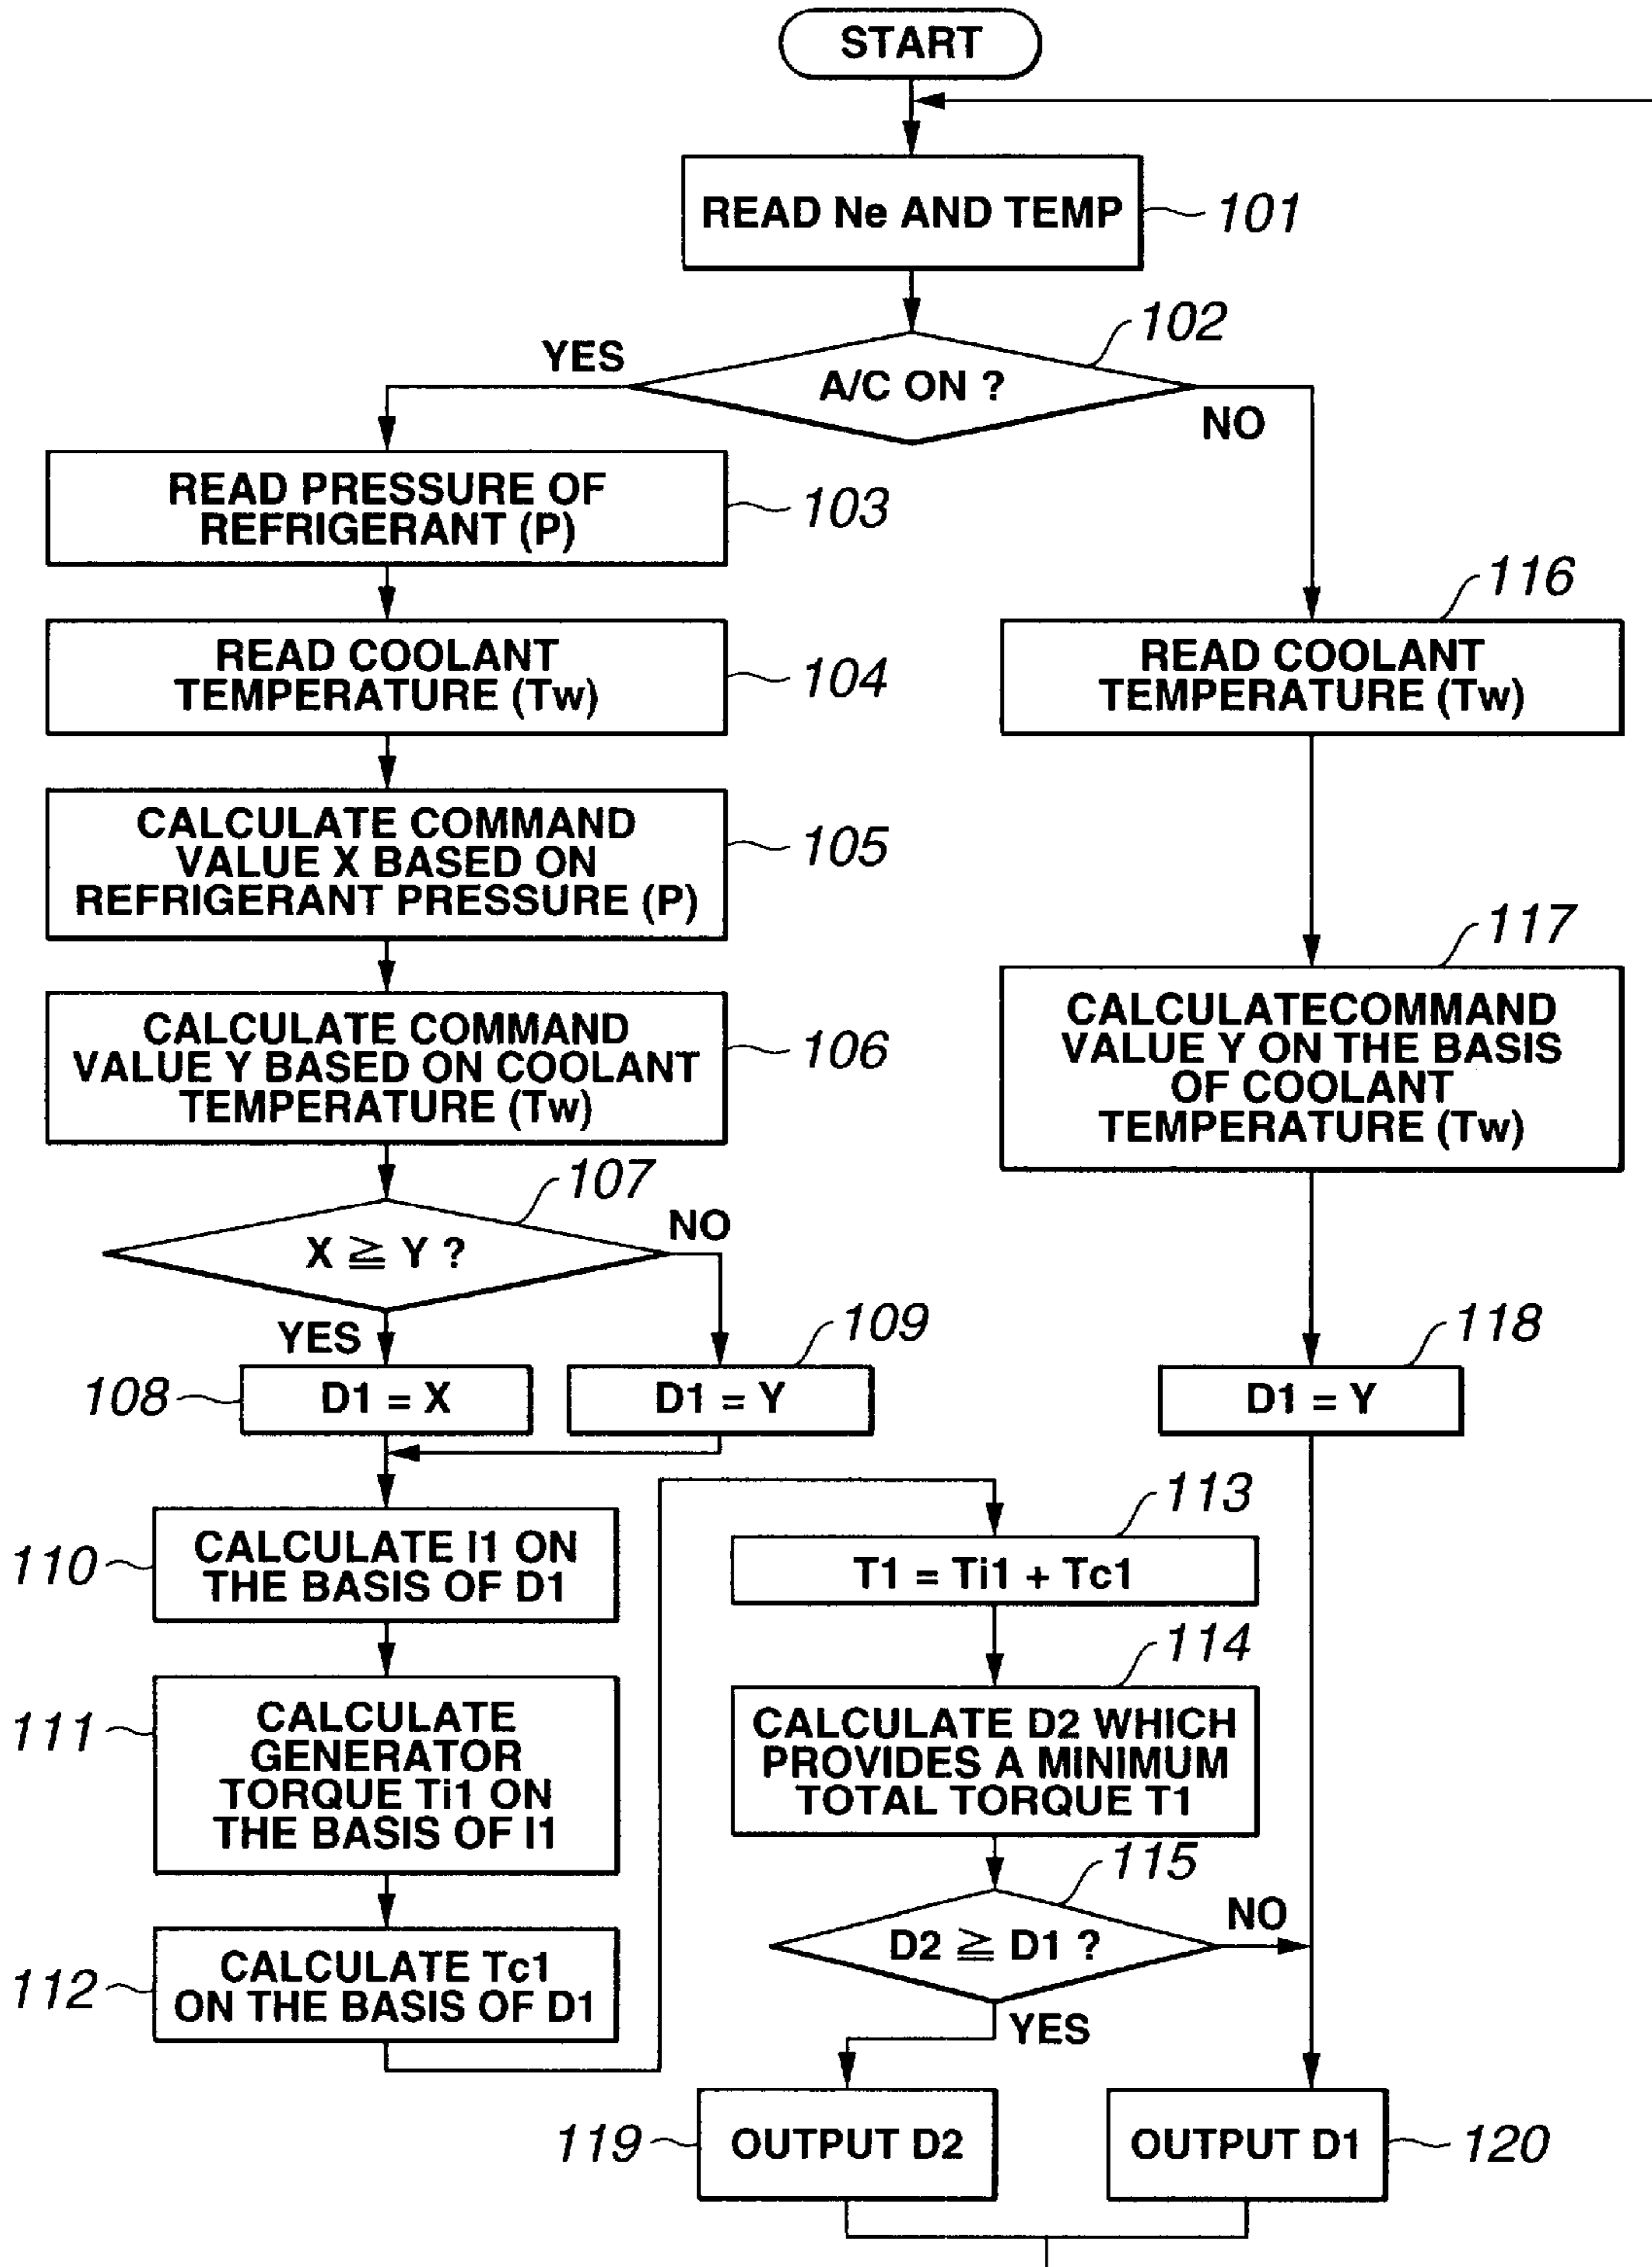 START
READ Ne AND TEMP
101
102
YES
A/C ON ?
NO
READ PRESSURE OF
REFRIGERANT (P)
103
READ COOLANT
TEMPERATURE (Tw)
104
CALCULATE COMMAND
VALUE X BASED ON
REFRIGERANT PRESSURE (P)
105
CALCULATE COMMAND
VALUE Y BASED ON COOLANT
TEMPERATURE (Tw)
106
107
X ≧ Y ?
NO
YES
108
D1 = X
109
D1 = Y
110
CALCULATE I1 ON
THE BASIS OF D1
111
CALCULATE
GENERATOR
TORQUE Ti1 ON
THE BASIS OF I1
112
CALCULATE Tc1
ON THE BASIS OF D1
113
T1 = Ti1 + Tc1
114
CALCULATE D2 WHICH
PROVIDES A MINIMUM
TOTAL TORQUE T1
115
D2 ≧ D1 ?
NO
YES
116
READ COOLANT
TEMPERATURE (Tw)
117
CALCULATECOMMAND
VALUE Y ON THE BASIS
OF COOLANT
TEMPERATURE (Tw)
118
D1 = Y
119
OUTPUT D2
OUTPUT D1
120